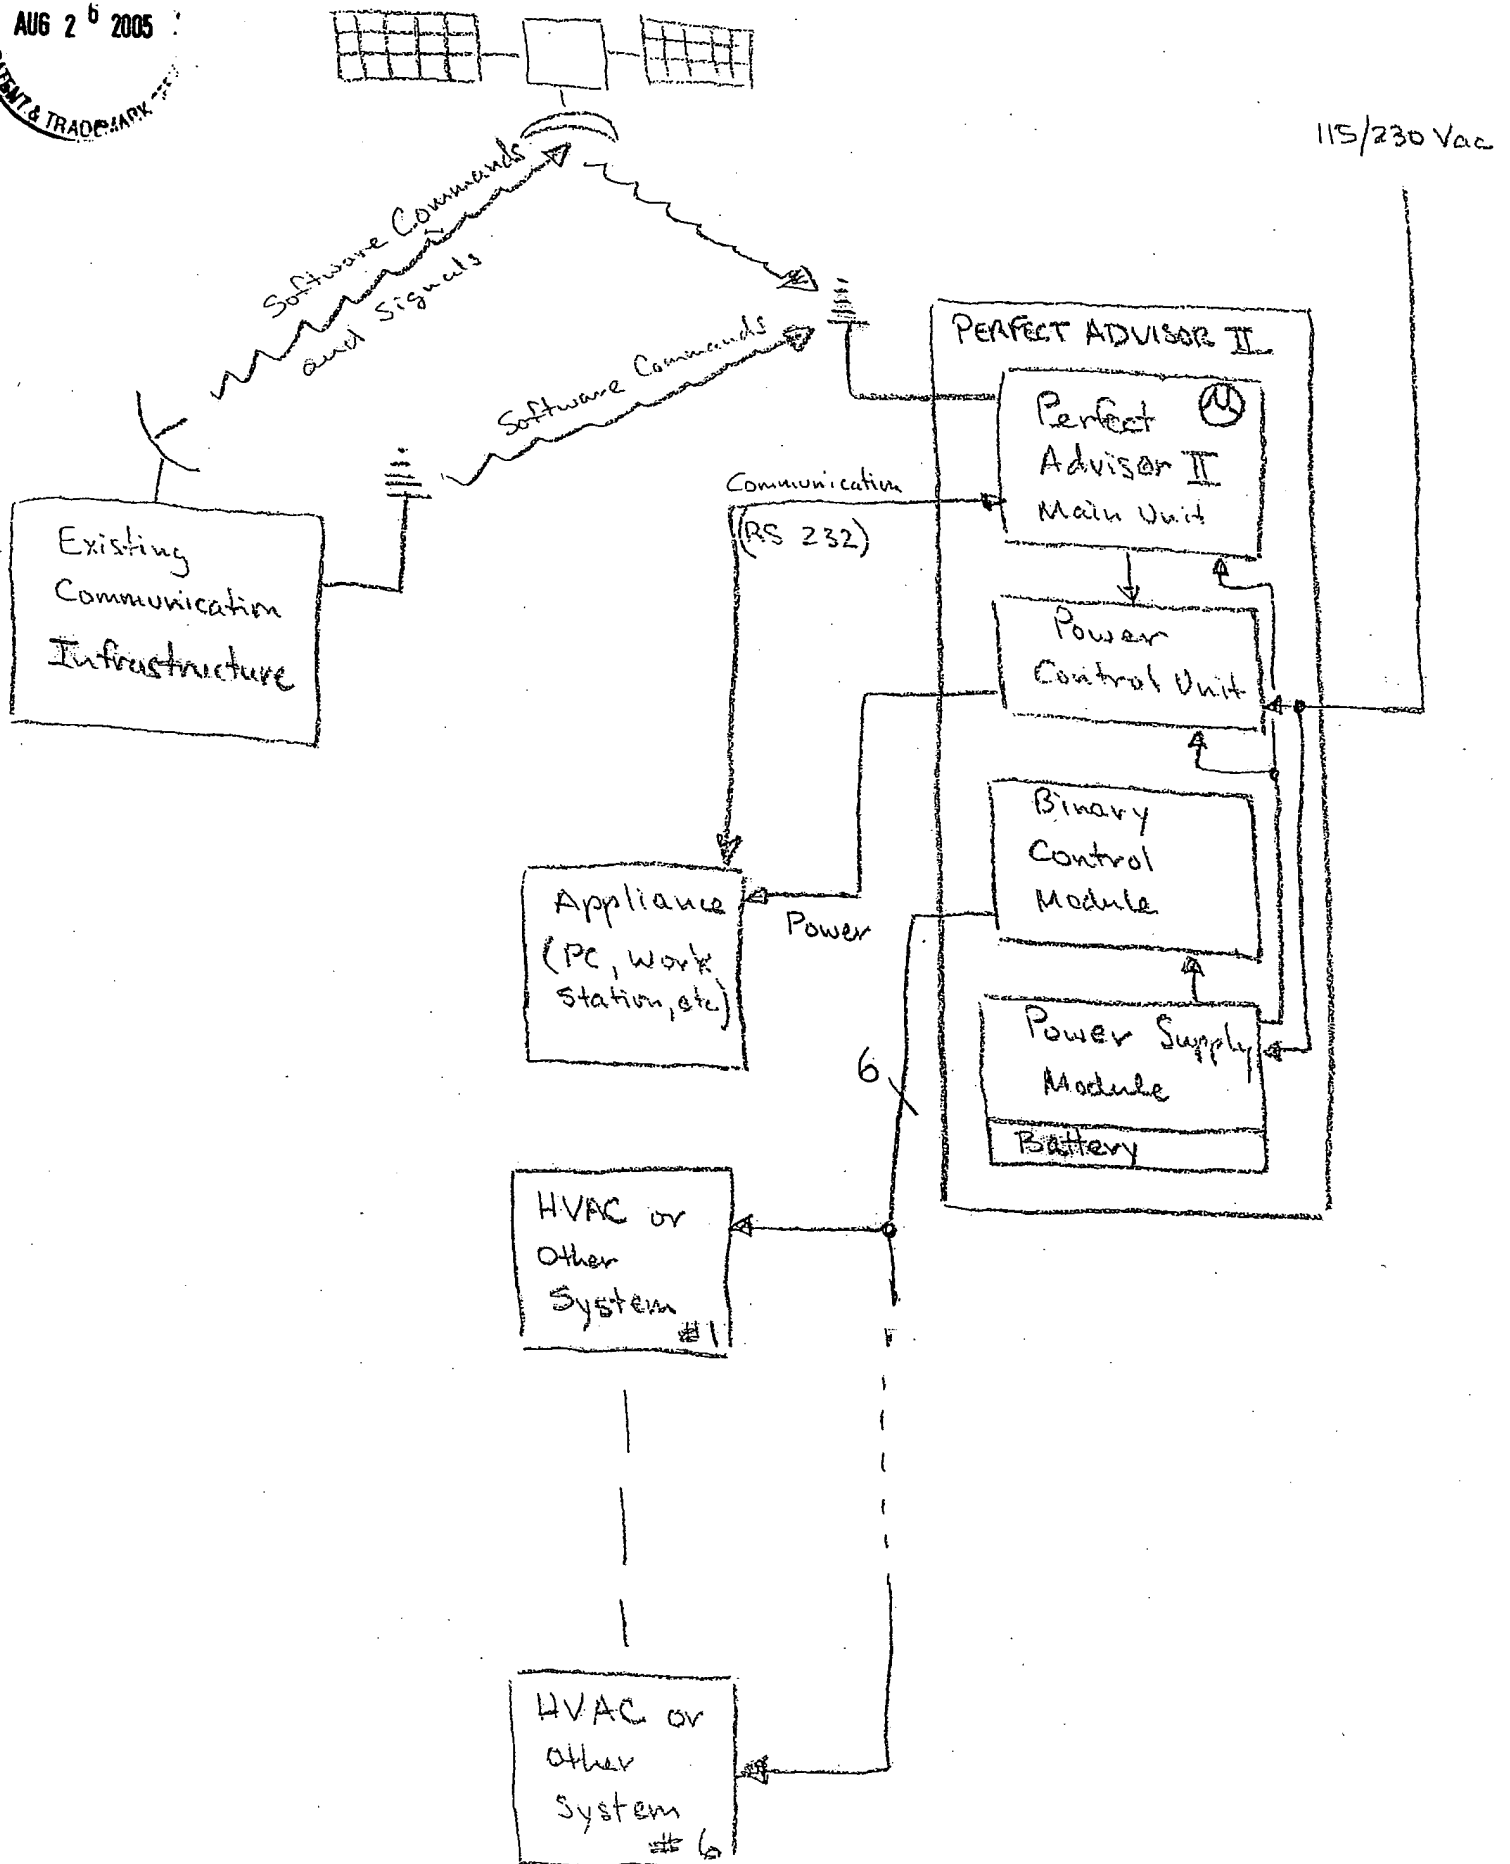 AUG 26 2005
& TRADEMARK
115/230 Vac
Software Commands
and Signals
Software Commands
PERFECT ADVISOR II
Perfect
Advisor II
Main Unit
Communication
(RS 232)
Existing
Communication
Infrastructure
Power
Control Unit
Binary
Control
Module
Appliance
(PC, Work
Station, etc)
Power
Power Supply
Module
Battery
6
HVAC or
Other
System
#1
HVAC or
Other
System
#6